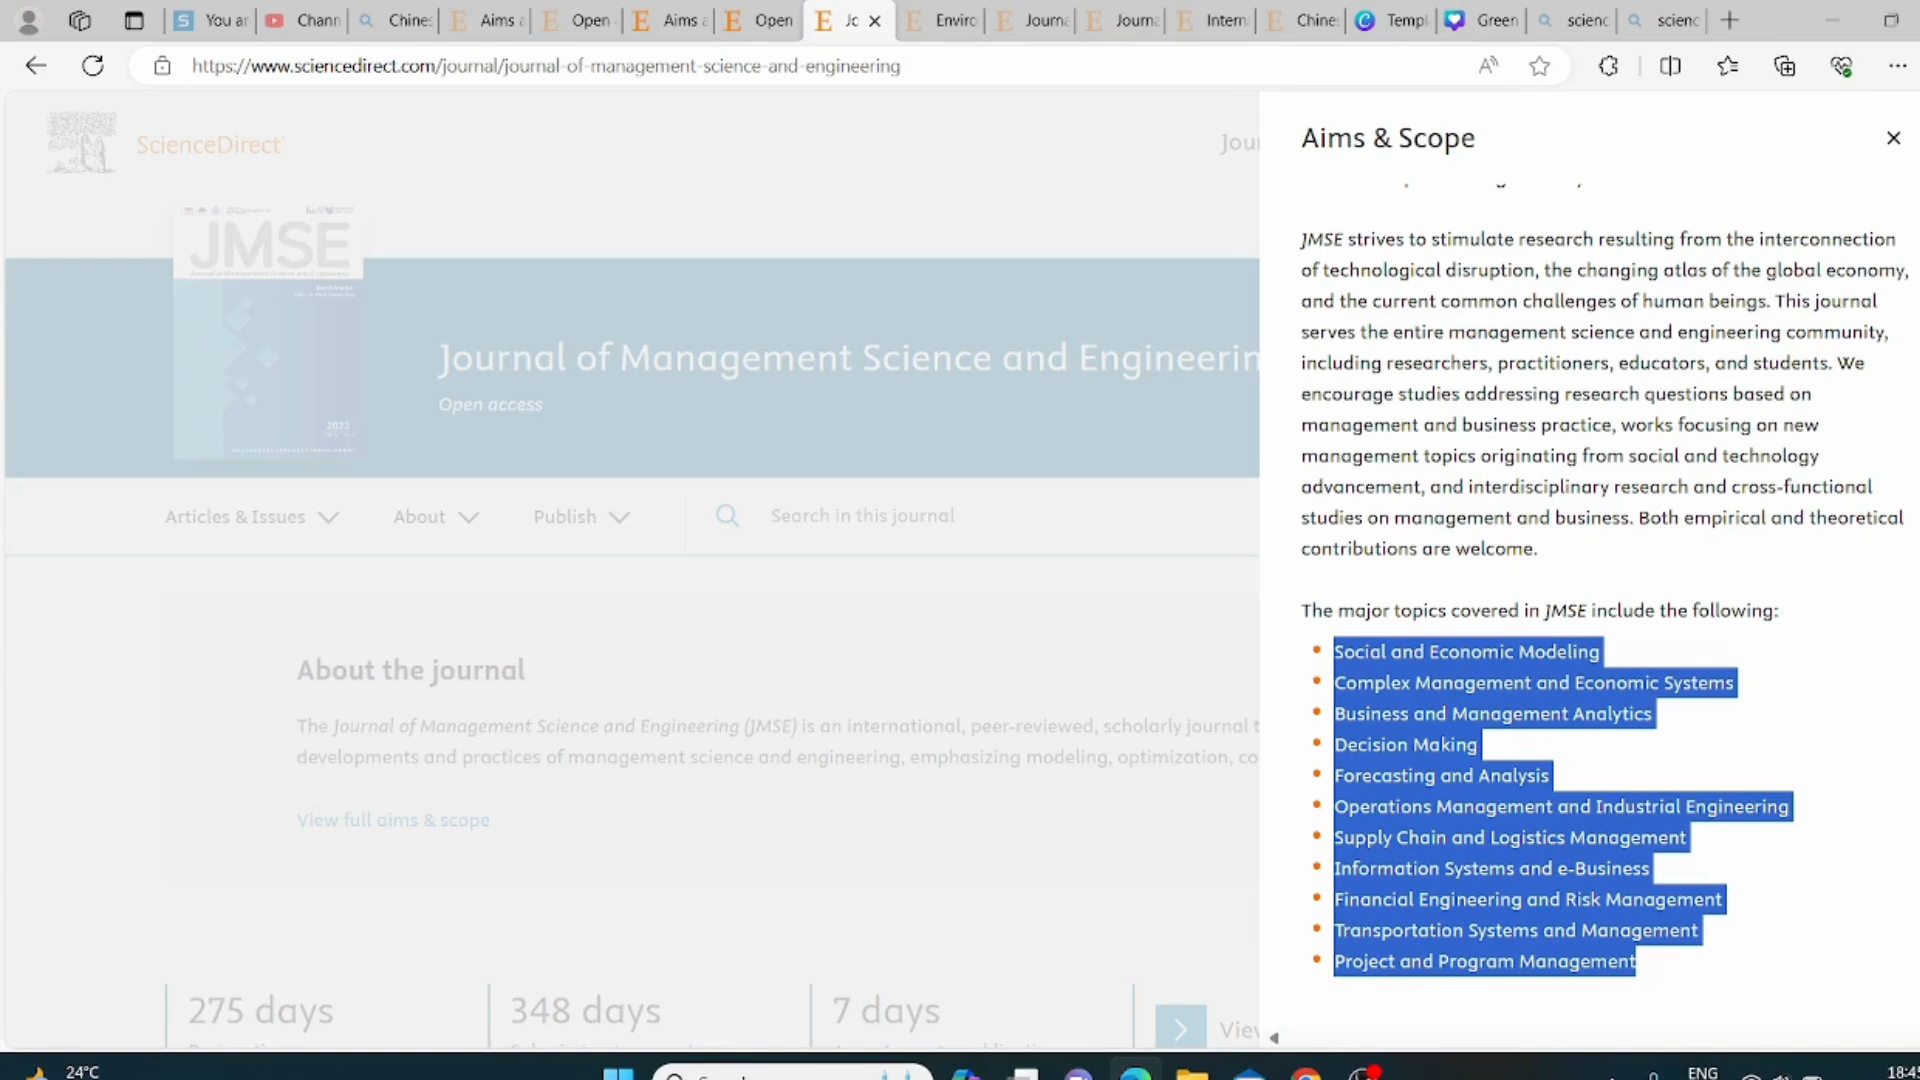 You ar
Chann
Chines
Aims a
Open
Aims a
Open
Jo
Enviro
Journa
Journa
Intern
Chines
Templ
Green
scienc
scienc
https://www.sciencedirect.com/journal/journal-of-management-science-and-engineering
ScienceDirect
Jour
Aims & Scope
JMSE
2022
Journal of Management Science and Engineerin
Open access
JMSE strives to stimulate research resulting from the interconnection
of technological disruption, the changing atlas of the global economy,
and the current common challenges of human beings. This journal
serves the entire management science and engineering community,
including researchers, practitioners, educators, and students. We
encourage studies addressing research questions based on
management and business practice, works focusing on new
management topics originating from social and technology
advancement, and interdisciplinary research and cross-functional
studies on management and business. Both empirical and theoretical
contributions are welcome.
Articles & Issues
About
Publish
Search in this journal
The major topics covered in JMSE include the following:
Social and Economic Modeling
Complex Management and Economic Systems
Business and Management Analytics
Decision Making
Forecasting and Analysis
Operations Management and Industrial Engineering
Supply Chain and Logistics Management
Information Systems and e-Business
Financial Engineering and Risk Management
Transportation Systems and Management
Project and Program Management
About the journal
The Journal of Management Science and Engineering (JMSE) is an international, peer-reviewed, scholarly journal t
developments and practices of management science and engineering, emphasizing modeling, optimization, co
View full aims & scope
275 days
348 days
7 days
View
24°C
ENG
18:45